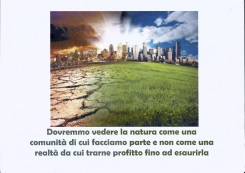 Dovremmo vedere la natura come una
comunità di cui facciamo parte e non come una
realtà da cui trarne profitto fino ad esaurirla